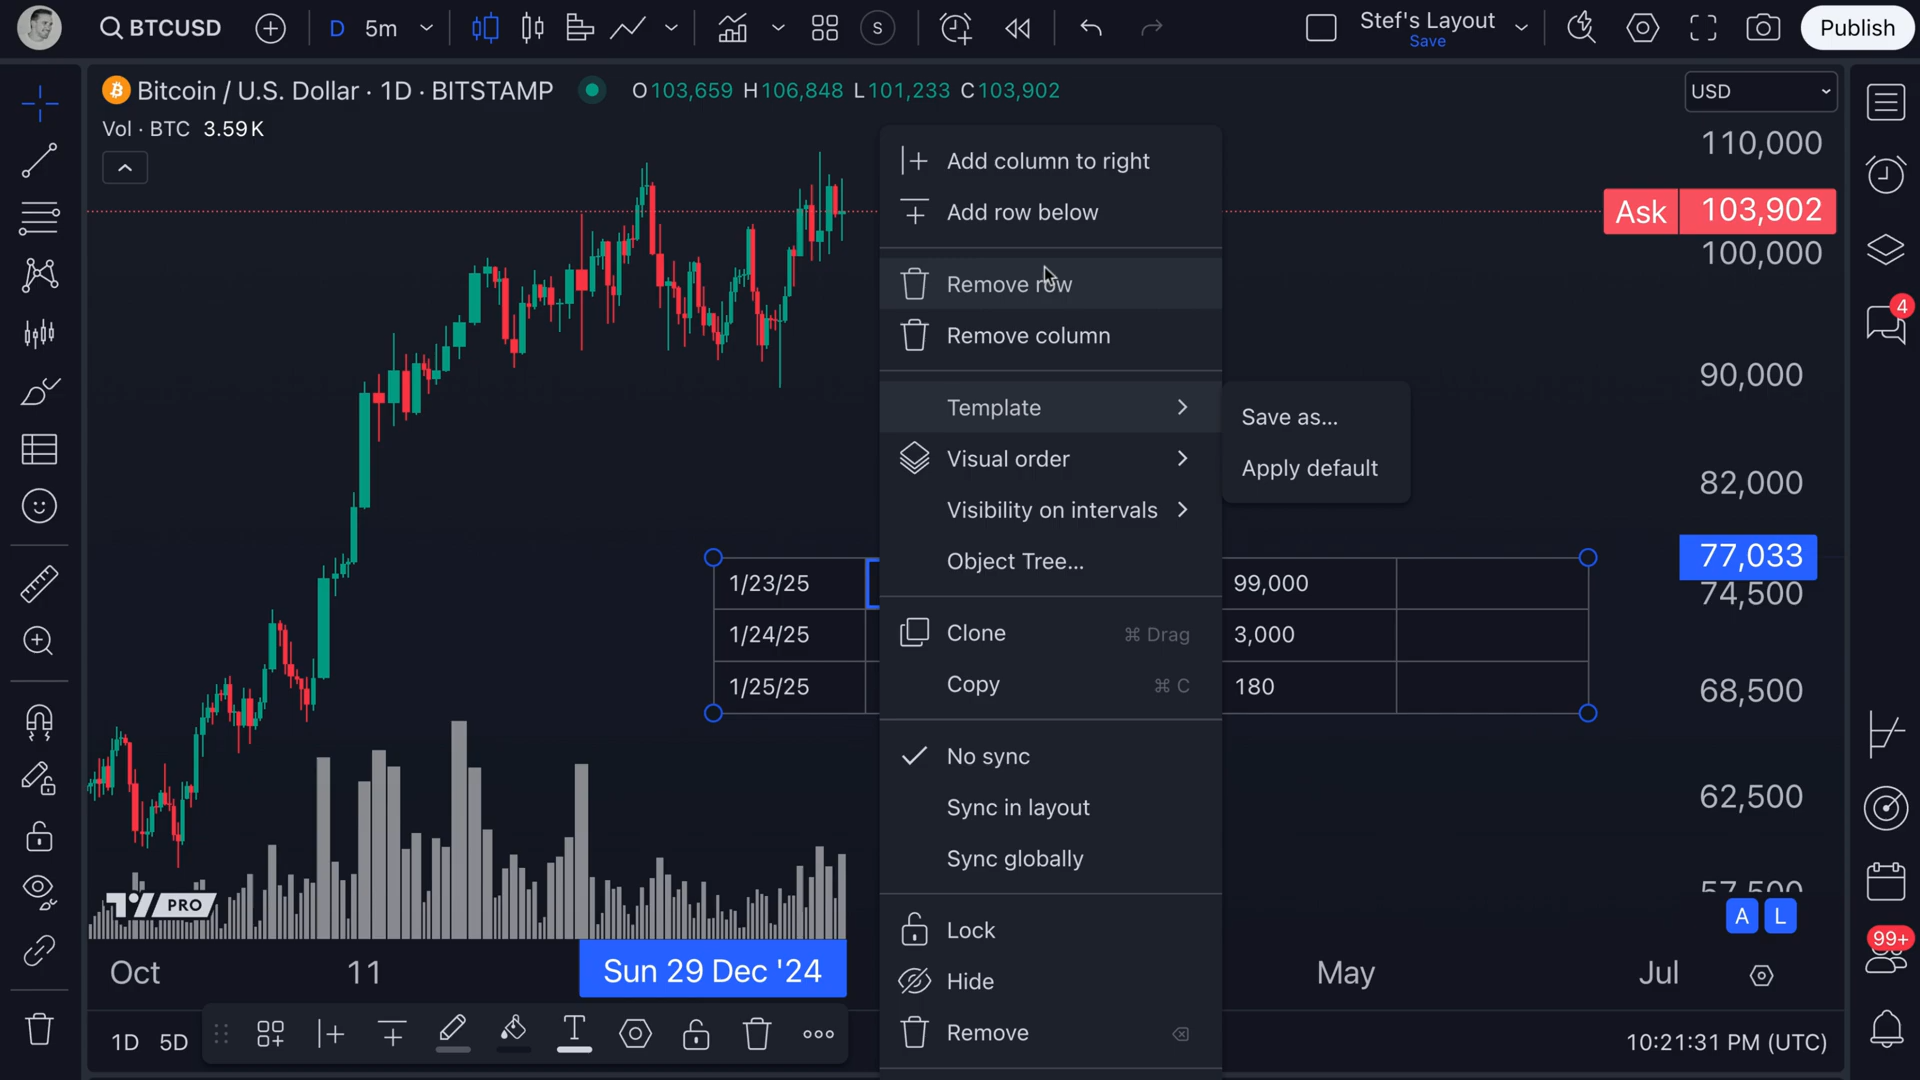 BTCUSD
D
5m
S
Stef's Layout
Save
Publish
Bitcoin / U.S. Dollar · 1D · BITSTAMP
O103,659 H106,848 L101,233 C103,902
USD
Vol · BTC 3.59K
110,000
Ask 103,902
100,000
90,000
82,000
77,033
74,500
68,500
62,500
57,500
4
99+
Add column to right
Add row below
Remove row
Remove column
Template
Save as...
Apply default
Visual order
Visibility on intervals
Object Tree...
Clone ⌘ Drag
Copy ⌘ C
No sync
Sync in layout
Sync globally
Lock
Hide
Remove
1/23/25 99,000
1/24/25 3,000
1/25/25 180
PRO
A L
Oct
11
Sun 29 Dec '24
May
Jul
1D 5D
T
10:21:31 PM (UTC)